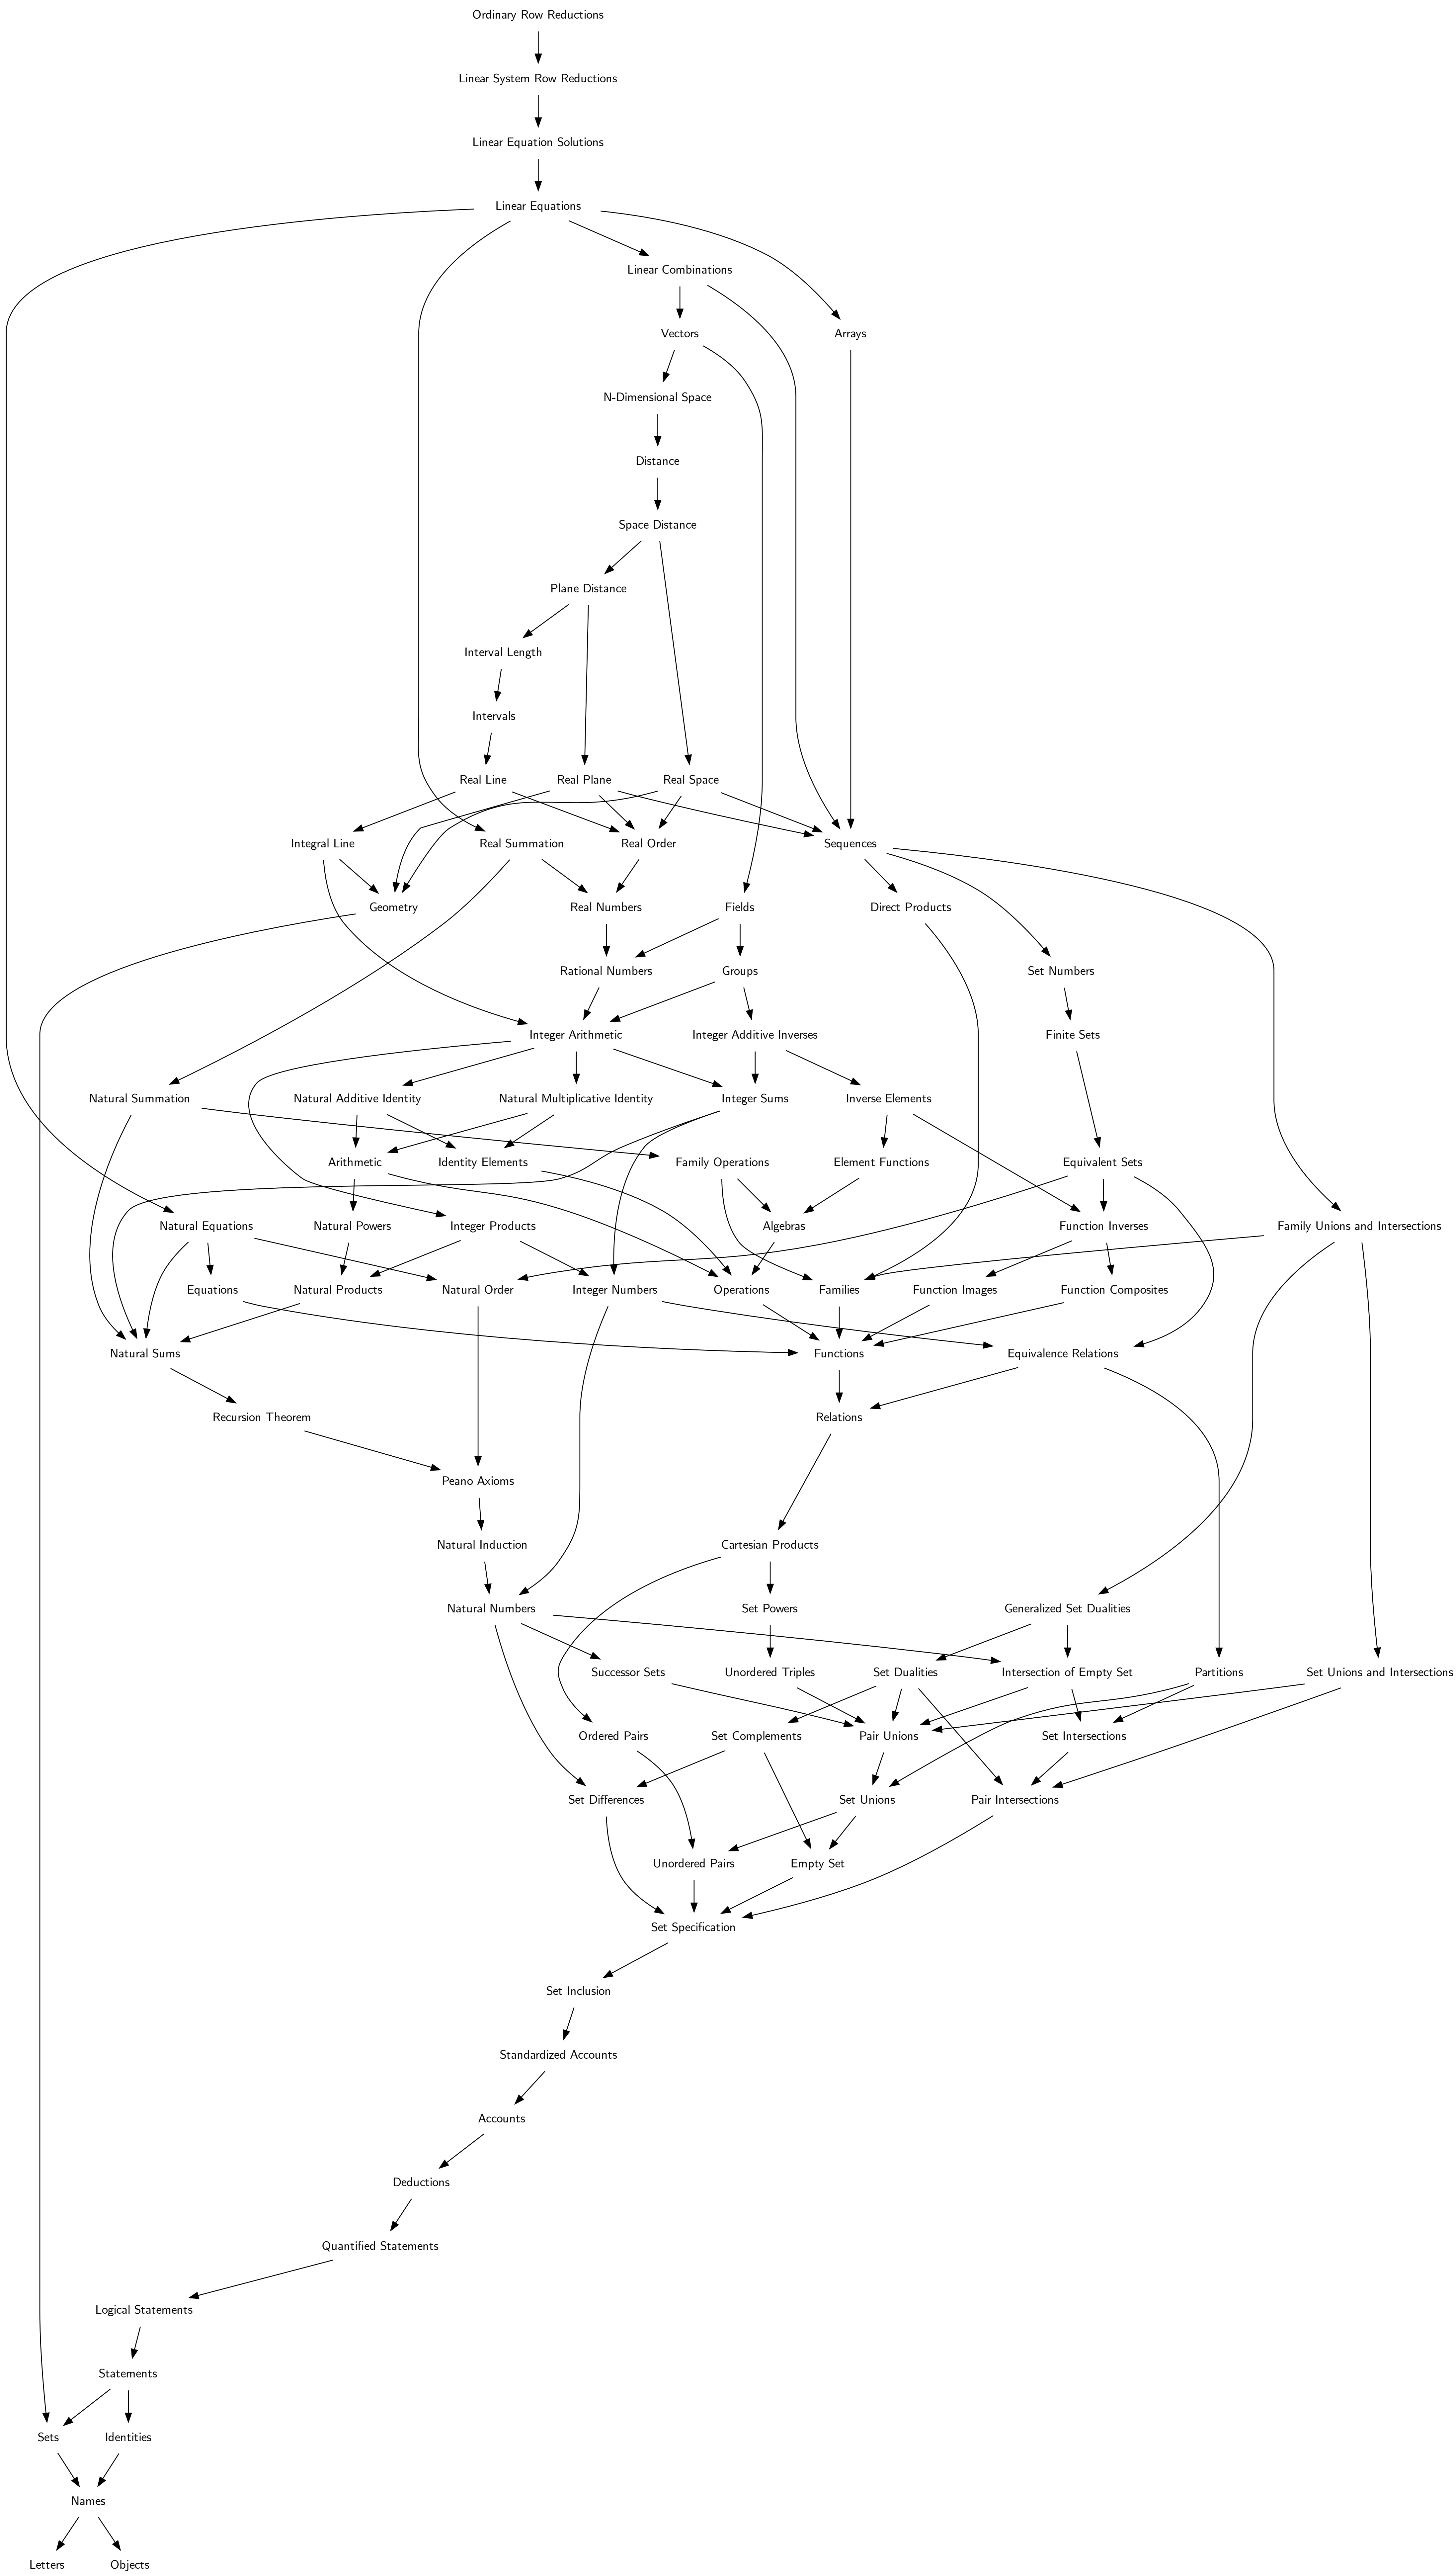 Ordinary Row Reductions
Linear System Row Reductions
Linear Equation Solutions
Linear Equations
Linear Combinations
Vectors
Arrays
N-Dimensional Space
Distance
Space Distance
Plane Distance
Interval Length
Intervals
Real Line
Real Plane
Real Space
Integral Line
Real Summation
Real Order
Sequences
Geometry
Real Numbers
Fields
Direct Products
Rational Numbers
Groups
Set Numbers
Integer Arithmetic
Integer Additive Inverses
Finite Sets
Natural Summation
Natural Additive Identity
Natural Multiplicative Identity
Integer Sums
Inverse Elements
Arithmetic
Identity Elements
Family Operations
Element Functions
Equivalent Sets
Natural Equations
Natural Powers
Integer Products
Algebras
Function Inverses
Family Unions and Intersections
Equations
Natural Products
Natural Order
Integer Numbers
Operations
Families
Function Images
Function Composites
Natural Sums
Functions
Equivalence Relations
Recursion Theorem
Relations
Peano Axioms
Natural Induction
Cartesian Products
Natural Numbers
Set Powers
Generalized Set Dualities
Successor Sets
Unordered Triples
Set Dualities
Intersection of Empty Set
Partitions
Set Unions and Intersections
Ordered Pairs
Set Complements
Pair Unions
Set Intersections
Set Differences
Set Unions
Pair Intersections
Unordered Pairs
Empty Set
Set Specification
Set Inclusion
Standardized Accounts
Accounts
Deductions
Quantified Statements
Logical Statements
Statements
Sets
Identities
Names
Letters
Objects